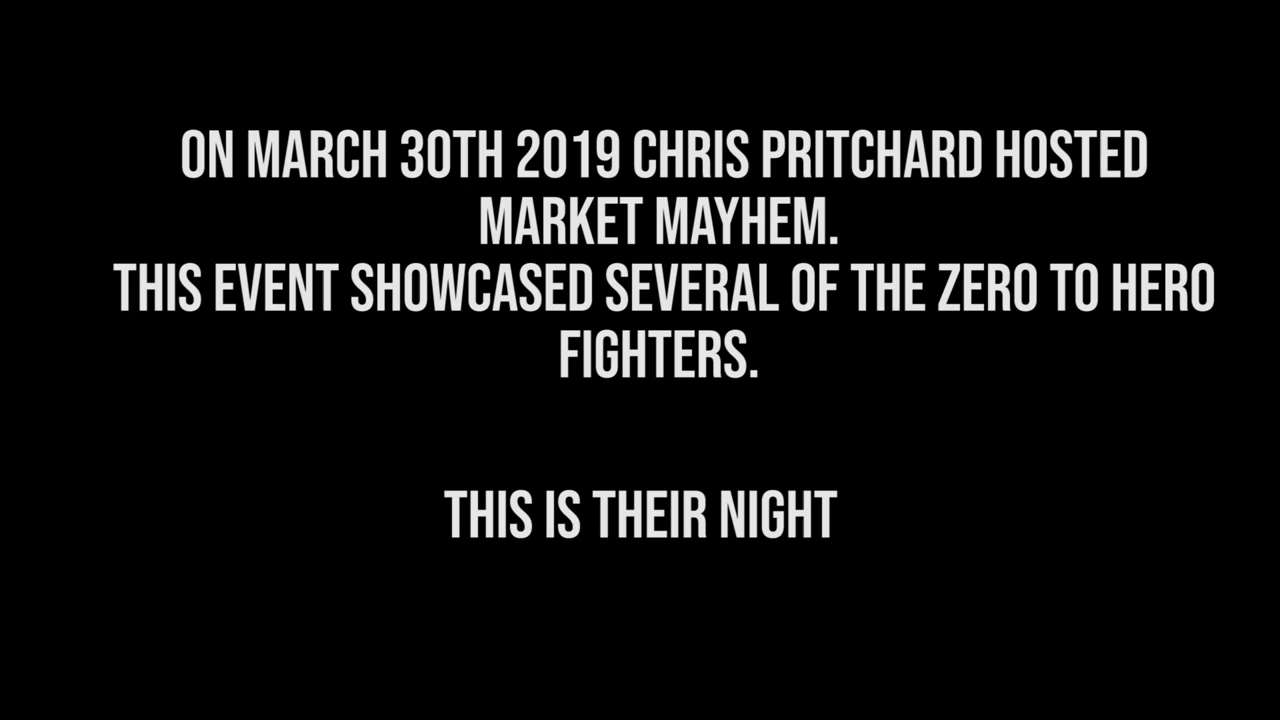 ON MARCH 30TH 2019 CHRIS PRITCHARD HOSTED
MARKET MAYHEM.
THIS EVENT SHOWCASED SEVERAL OF THE ZERO TO HERO
FIGHTERS.
THIS IS THEIR NIGHT